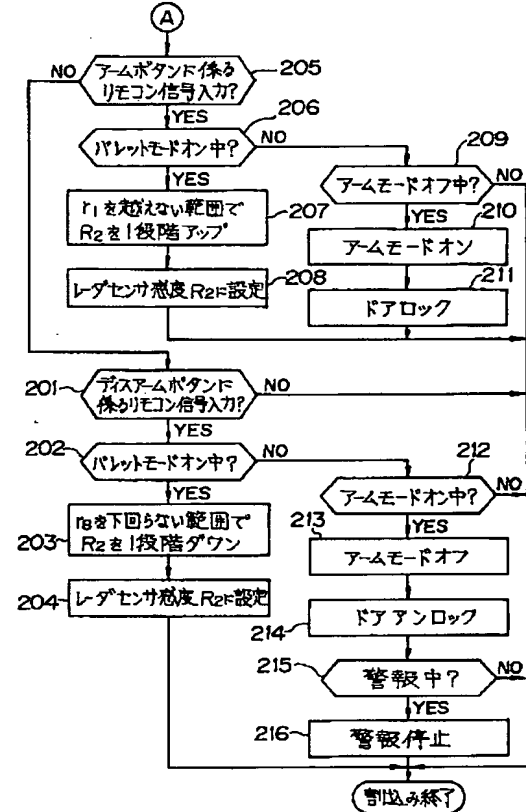 A
アームボタンに係る
リモコン信号入力?
205
NO
YES
206
バレットモードオン中?
NO
YES
209
アームモードオフ中?
NO
YES
r₁を越えない範囲で
R₂を1段階アップ
207
210
アームモードオン
レーダセンサ感度R₂に設定
208
211
ドアロック
201
ディスアームボタンに
係るリモコン信号入力?
NO
YES
202
バレットモードオン中?
NO
YES
212
アームモードオン中?
NO
YES
203
r₈を下回らない範囲で
R₂を1段階ダウン
213
アームモードオフ
204
レーダセンサ感度R₂に設定
214
ドアアンロック
215
警報中?
NO
YES
216
警報停止
割込み終了